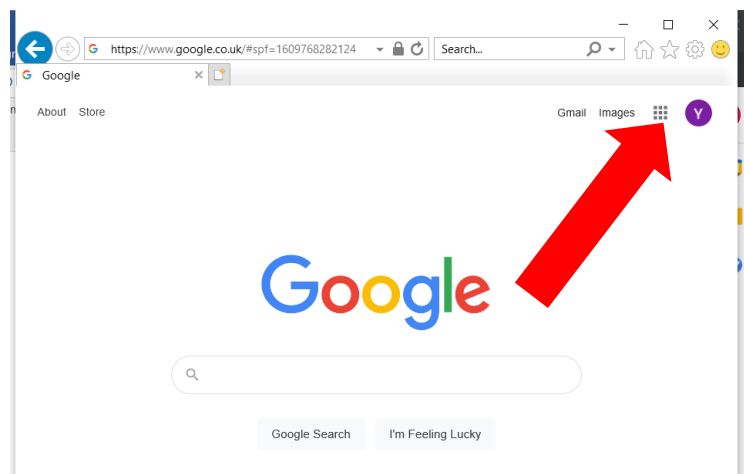 https://www.google.co.uk/#spf=1609768282124
Search...
Google
About Store
Gmail Images
Y
Google
Google Search
I'm Feeling Lucky